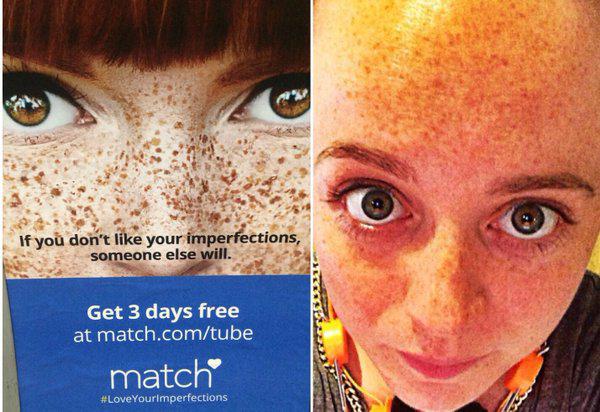 If you don't like your imperfections,
someone else will.
Get 3 days free
at match.com/tube
match
#LoveYourImperfections